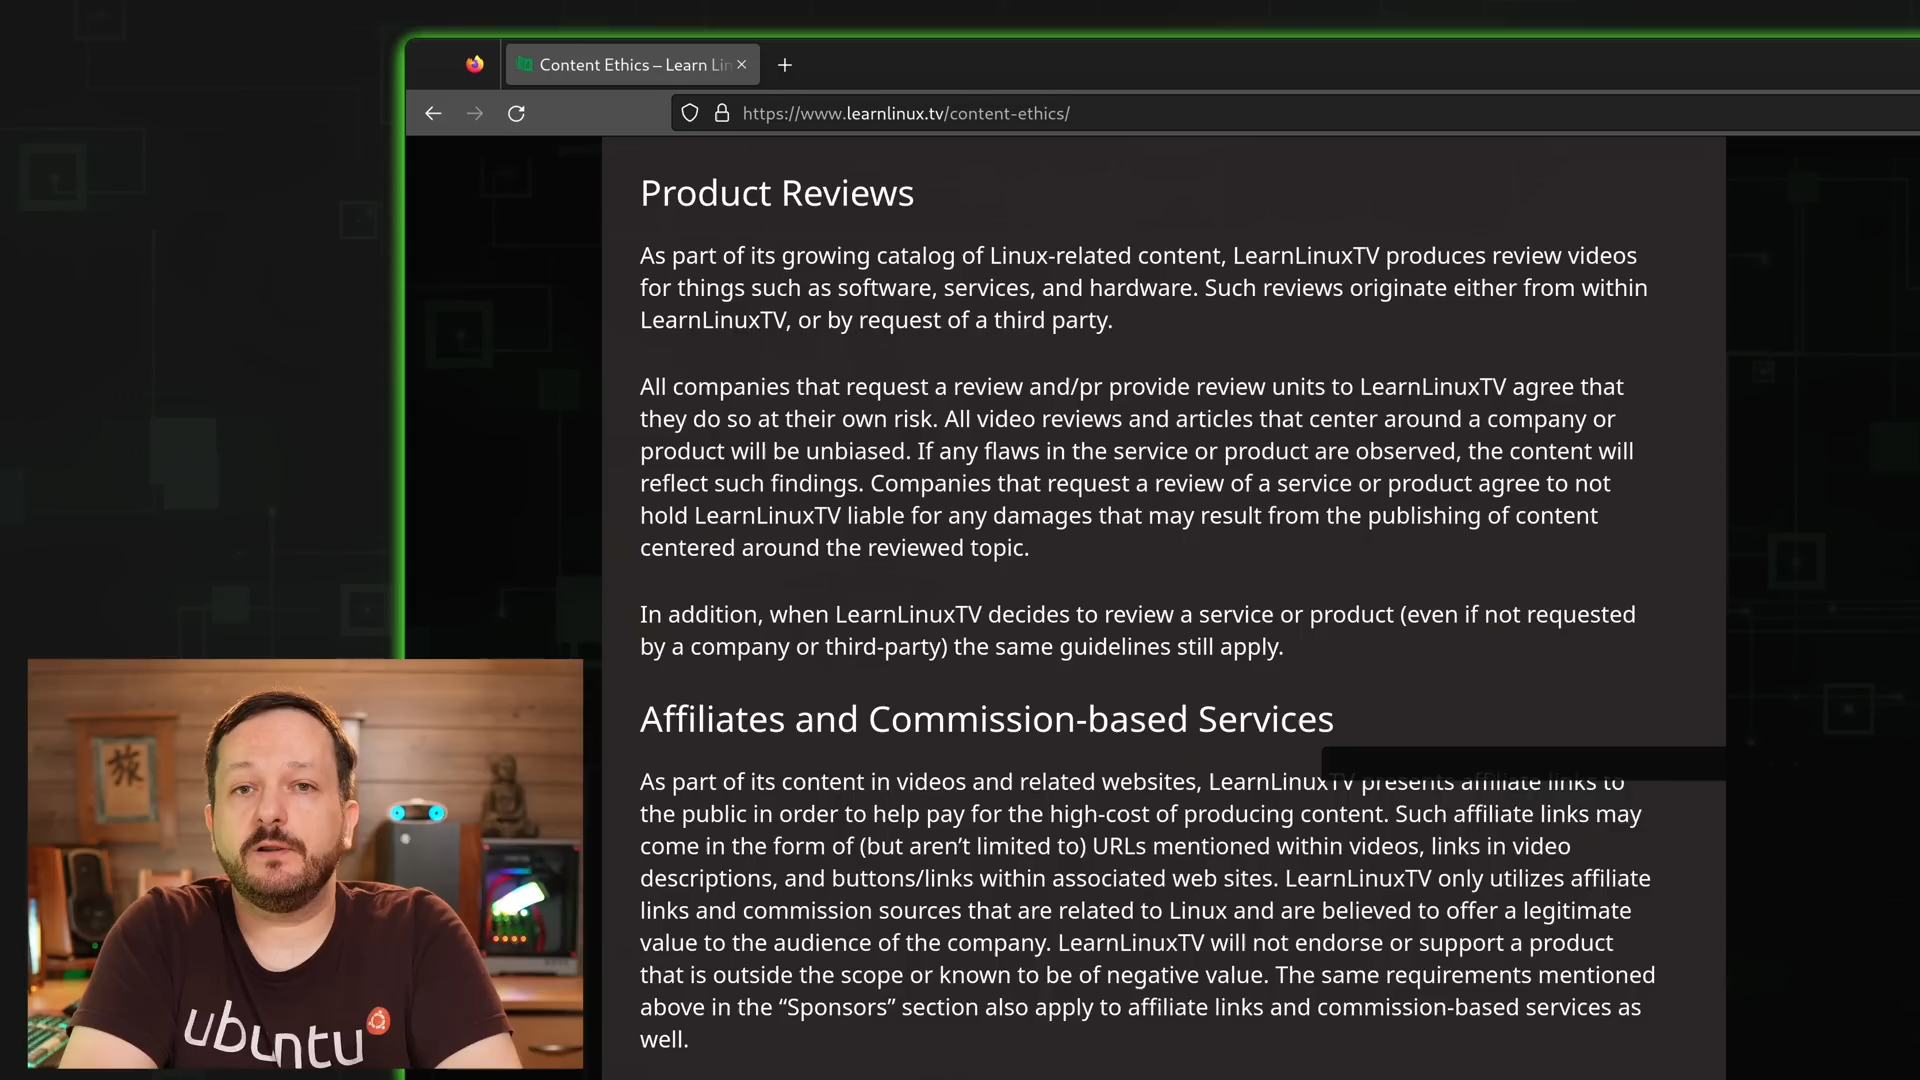 Content Ethics – Learn Lin
https://www.learnlinux.tv/content-ethics/
Product Reviews
As part of its growing catalog of Linux-related content, LearnLinuxTV produces review videos
for things such as software, services, and hardware. Such reviews originate either from within
LearnLinuxTV, or by request of a third party.
All companies that request a review and/pr provide review units to LearnLinuxTV agree that
they do so at their own risk. All video reviews and articles that center around a company or
product will be unbiased. If any flaws in the service or product are observed, the content will
reflect such findings. Companies that request a review of a service or product agree to not
hold LearnLinuxTV liable for any damages that may result from the publishing of content
centered around the reviewed topic.
In addition, when LearnLinuxTV decides to review a service or product (even if not requested
by a company or third-party) the same guidelines still apply.
Affiliates and Commission-based Services
As part of its content in videos and related websites, LearnLinuxTV presents affiliate links to
the public in order to help pay for the high-cost of producing content. Such affiliate links may
come in the form of (but aren’t limited to) URLs mentioned within videos, links in video
descriptions, and buttons/links within associated web sites. LearnLinuxTV only utilizes affiliate
links and commission sources that are related to Linux and are believed to offer a legitimate
value to the audience of the company. LearnLinuxTV will not endorse or support a product
that is outside the scope or known to be of negative value. The same requirements mentioned
above in the “Sponsors” section also apply to affiliate links and commission-based services as
well.
旅
ubuntu